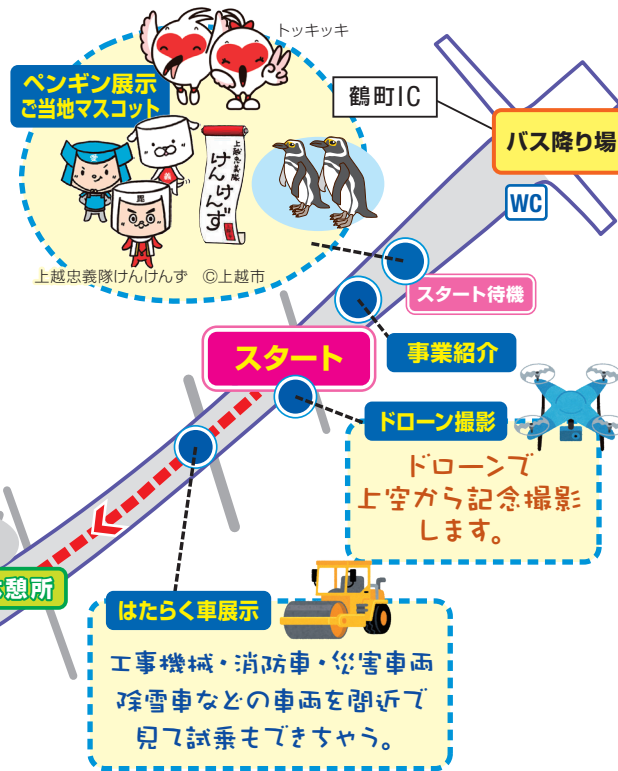 トッキッキ
ペンギン展示
ご当地マスコット
鶴町IC
バス降り場
WC
愛
義
毘
上越忠義隊
けんけんず
上越忠義隊けんけんず ©上越市
スタート待機
事業紹介
スタート
ドローン撮影
ドローンで
上空から記念撮影
します。
憩所
はたらく車展示
工事機械・消防車・災害車両
除雪車などの車両を間近で
見て試乗もできちゃう。